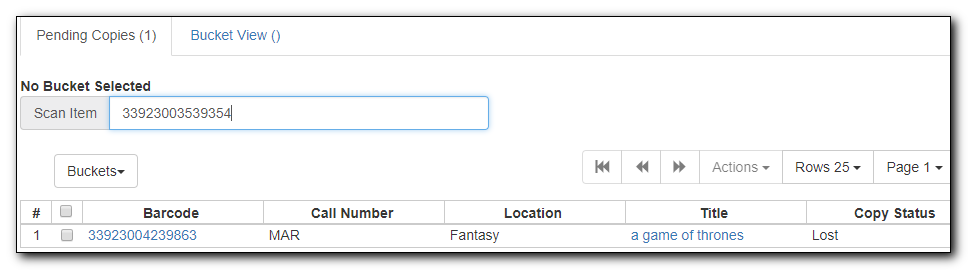 Pending Copies (1) Bucket View ()
No Bucket Selected
Scan Item 33923003539354
Buckets Actions Rows 25 Page 1
# Barcode Call Number Location Title Copy Status
1 33923004239863 MAR Fantasy a game of thrones Lost